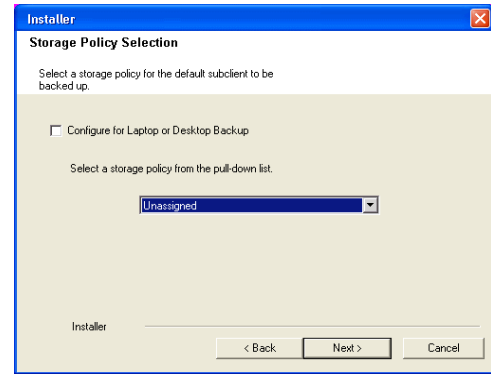 Installer
Storage Policy Selection
Select a storage policy for the default subclient to be
backed up.
Configure for Laptop or Desktop Backup
Select a storage policy from the pull-down list.
Unassigned
Installer
< Back Next > Cancel